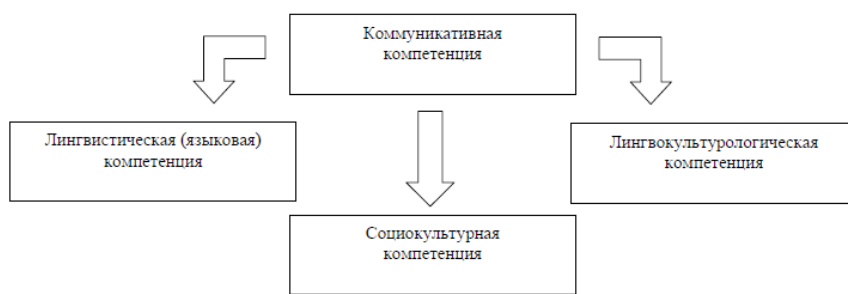 Коммуникативная
компетенция
Лингвистическая (языковая)
компетенция
Лингвокультурологическая
компетенция
Социокультурная
компетенция